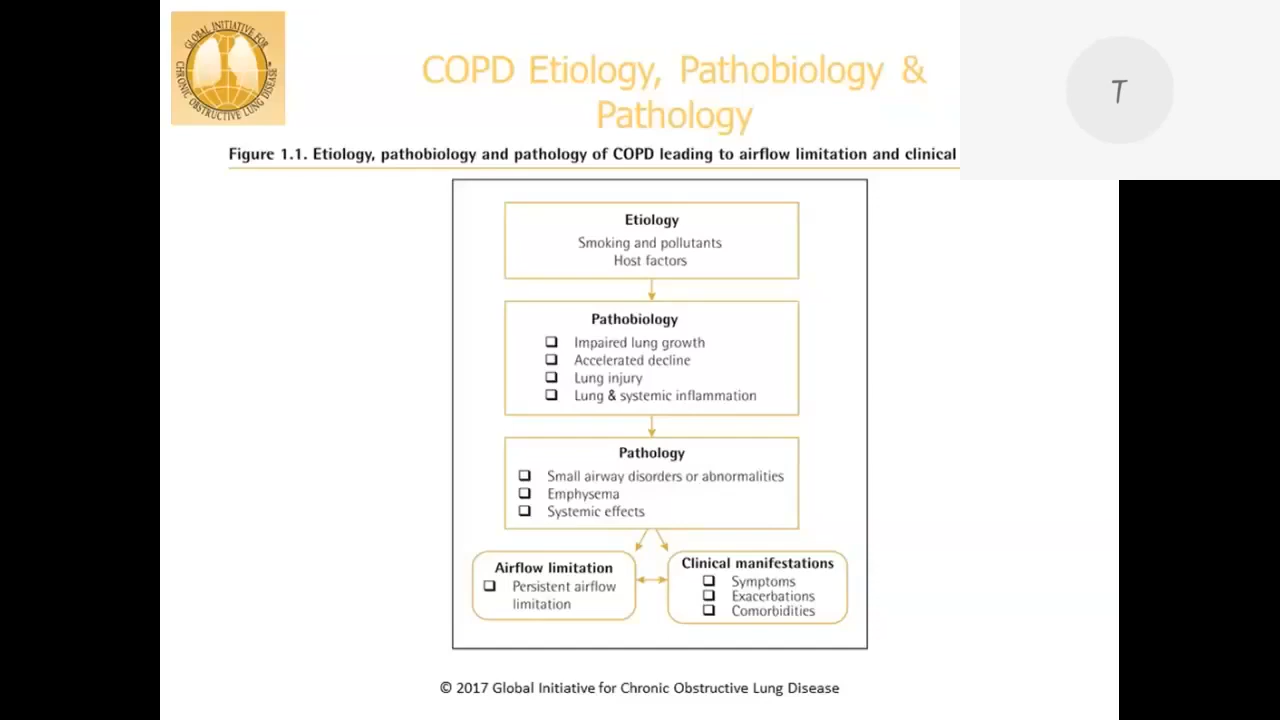 GLOBAL INITIATIVE FOR
CHRONIC OBSTRUCTIVE LUNG DISEASE
COPD Etiology, Pathobiology &
Pathology
T
Figure 1.1. Etiology, pathobiology and pathology of COPD leading to airflow limitation and clinical
Etiology
Smoking and pollutants
Host factors
Pathobiology
Impaired lung growth
Accelerated decline
Lung injury
Lung & systemic inflammation
Pathology
Small airway disorders or abnormalities
Emphysema
Systemic effects
Airflow limitation
Persistent airflow
limitation
Clinical manifestations
Symptoms
Exacerbations
Comorbidities
© 2017 Global Initiative for Chronic Obstructive Lung Disease